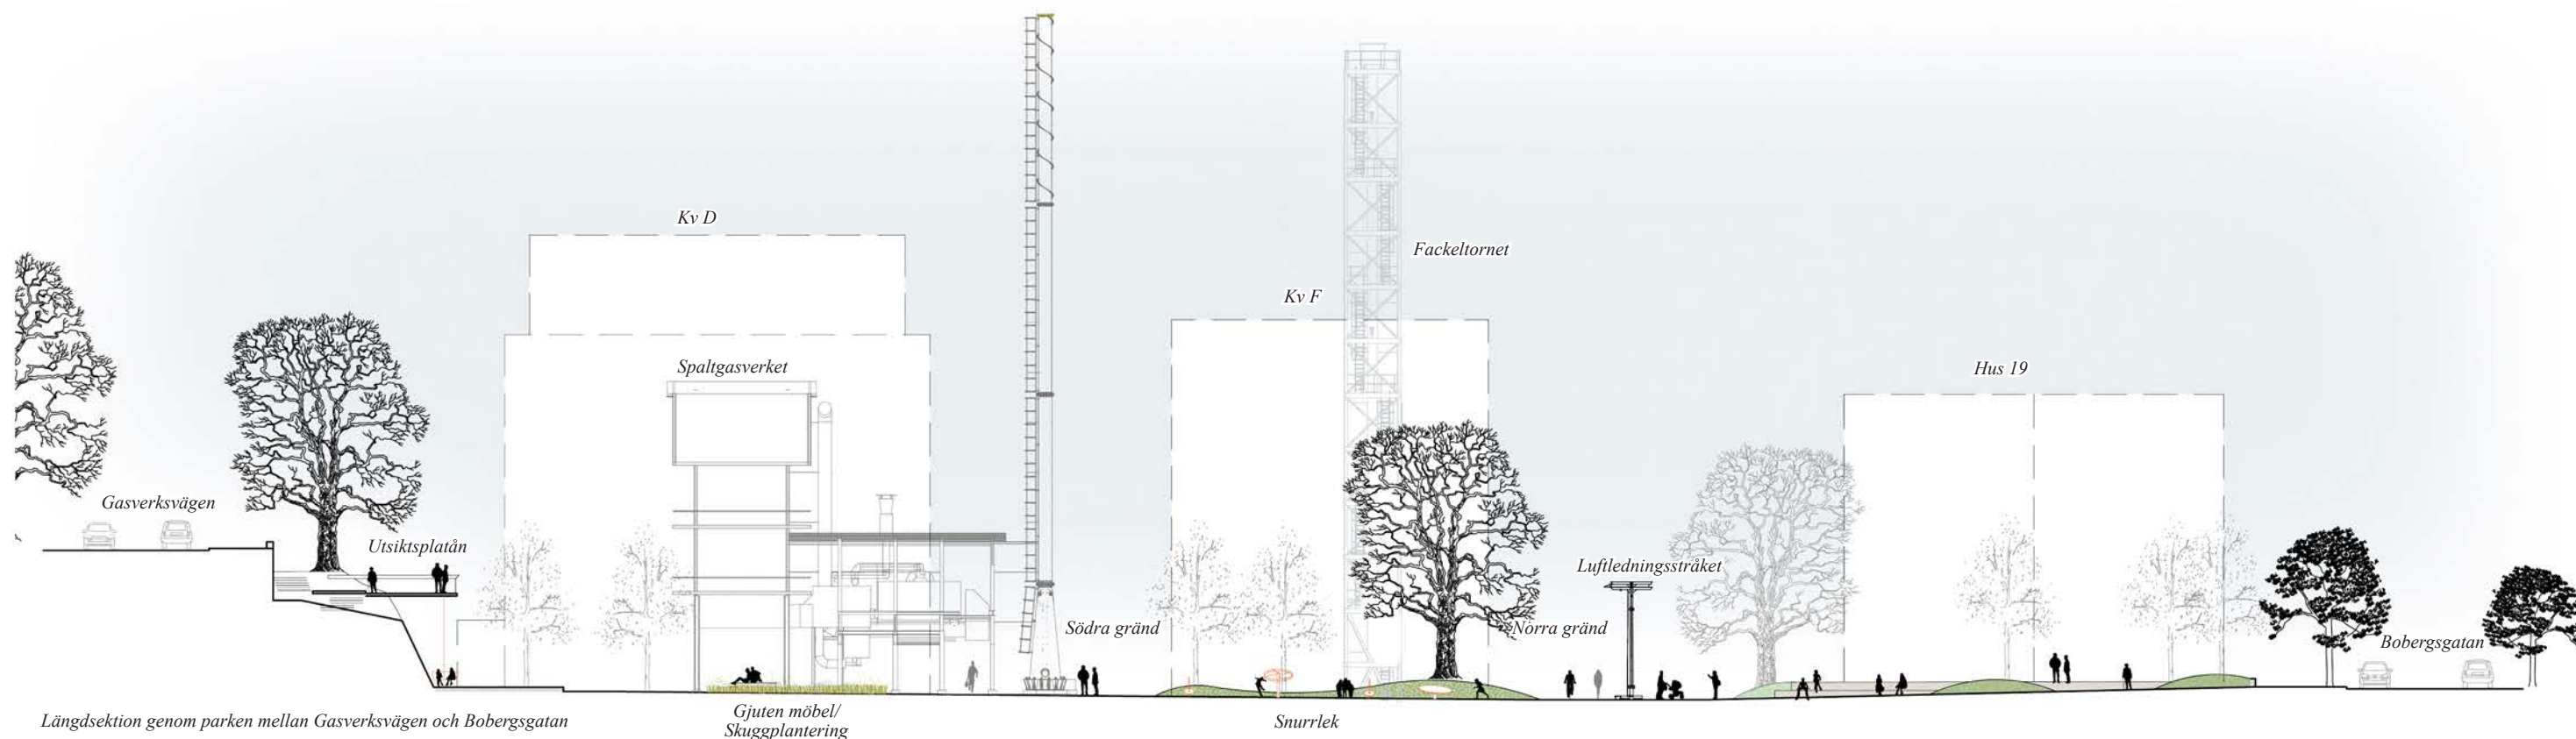 Kv D
Fackeltornet
Kv F
Spaltgasverket
Hus 19
Gasverksvägen
Utsiktsplatån
Luftledningsstråket
Södra gränd
Norra gränd
Bobergsgatan
Längdsektion genom parken mellan Gasverksvägen och Bobergsgatan
Gjuten möbel/
Skuggplantering
Snurrlek